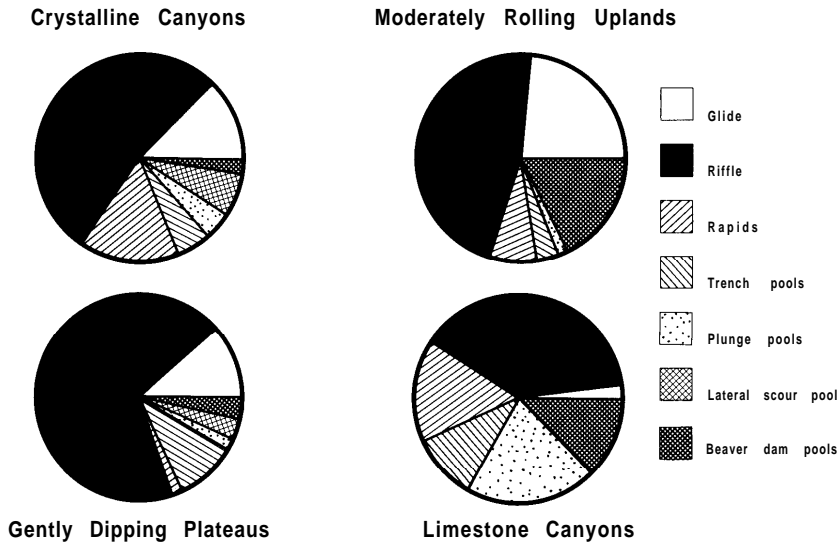 Crystalline Canyons
Moderately Rolling Uplands
Glide
Riffle
Rapids
Trench pools
Plunge pools
Lateral scour pool
Beaver dam pools
Gently Dipping Plateaus
Limestone Canyons